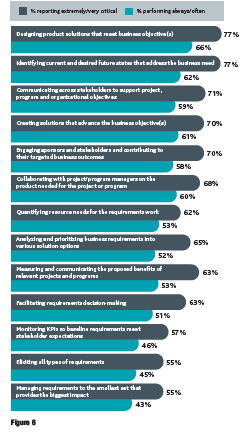 % reporting extremely/very critical % performing always/often
Designing product solutions that meet business objective(s) 77%
66%
Identifying current and desired future states that address the business need 77%
62%
Communicating across stakeholders to support project,
program and organizational objectives 71%
59%
Creating solutions that advance the business objective(s) 70%
61%
Engaging sponsors and stakeholders and contributing to
their targeted business outcomes 70%
58%
Collaborating with project/program managers on the
product needed for the project or program 68%
60%
Quantifying resource needs for the requirements work 62%
53%
Analyzing and prioritizing business requirements into
various solution options 65%
52%
Measuring and communicating the proposed benefits of
relevant projects and programs 63%
53%
Facilitating requirements decision-making 63%
51%
Monitoring KPIs so baseline requirements meet
stakeholder expectations 57%
46%
Eliciting all types of requirements 55%
45%
Managing requirements to the smallest set that
provides the biggest impact 55%
43%
Figure 6